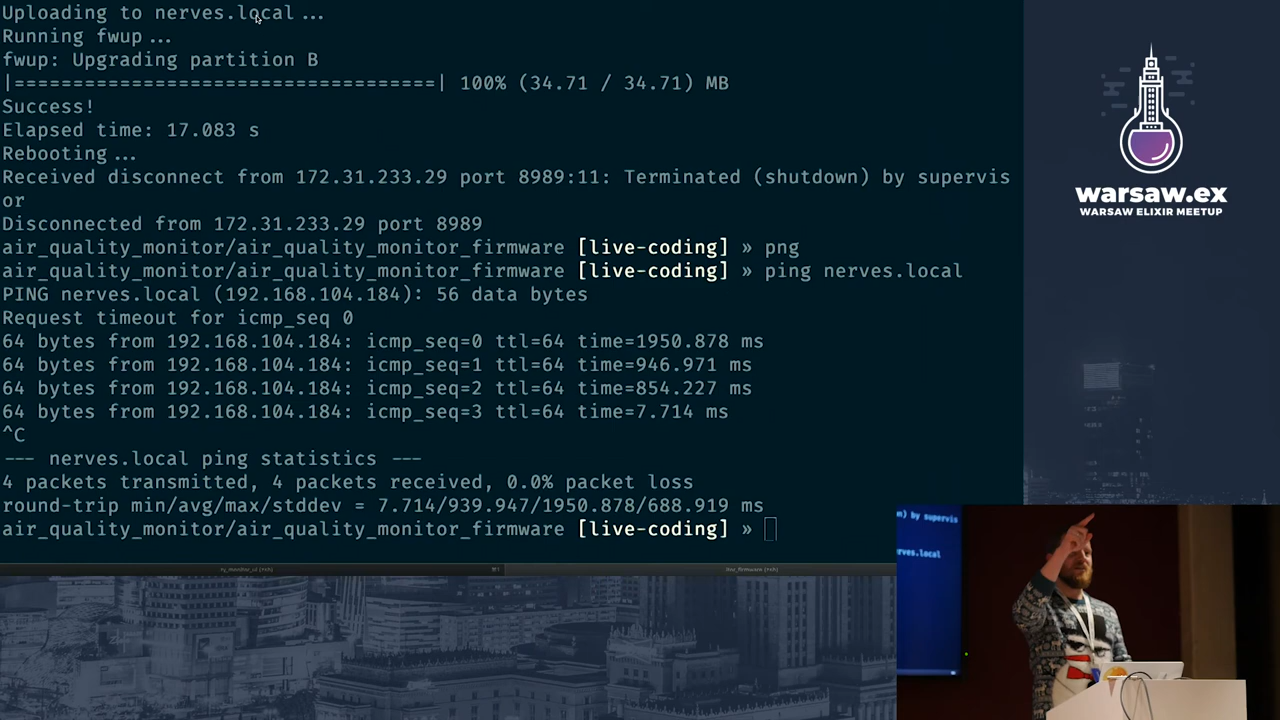 Uploading to nerves.local ...
Running fwup ...
fwup: Upgrading partition B
|====================================| 100% (34.71 / 34.71) MB
Success!
Elapsed time: 17.083 s
Rebooting ...
Received disconnect from 172.31.233.29 port 8989:11: Terminated (shutdown) by supervis
or
Disconnected from 172.31.233.29 port 8989
air_quality_monitor/air_quality_monitor_firmware [live-coding] » png
air_quality_monitor/air_quality_monitor_firmware [live-coding] » ping nerves.local
PING nerves.local (192.168.104.184): 56 data bytes
Request timeout for icmp_seq 0
64 bytes from 192.168.104.184: icmp_seq=0 ttl=64 time=1950.878 ms
64 bytes from 192.168.104.184: icmp_seq=1 ttl=64 time=946.971 ms
64 bytes from 192.168.104.184: icmp_seq=2 ttl=64 time=854.227 ms
64 bytes from 192.168.104.184: icmp_seq=3 ttl=64 time=7.714 ms
^C
--- nerves.local ping statistics ---
4 packets transmitted, 4 packets received, 0.0% packet loss
round-trip min/avg/max/stddev = 7.714/939.947/1950.878/688.919 ms
air_quality_monitor/air_quality_monitor_firmware [live-coding] »
warsaw.ex
WARSAW ELIXIR MEETUP
) by supervis
rves.local